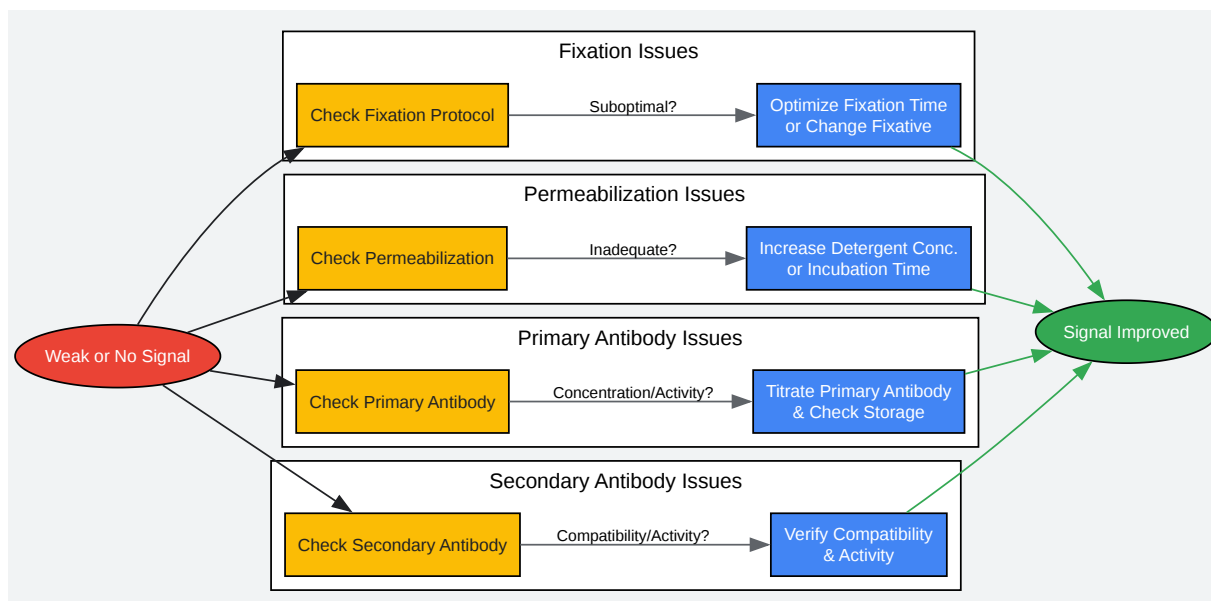 Fixation Issues
Check Fixation Protocol
Suboptimal?
Optimize Fixation Time
or Change Fixative
Permeabilization Issues
Check Permeabilization
Inadequate?
Increase Detergent Conc.
or Incubation Time
Weak or No Signal
Signal Improved
Primary Antibody Issues
Check Primary Antibody
Concentration/Activity?
Titrate Primary Antibody
& Check Storage
Secondary Antibody Issues
Check Secondary Antibody
Compatibility/Activity?
Verify Compatibility
& Activity